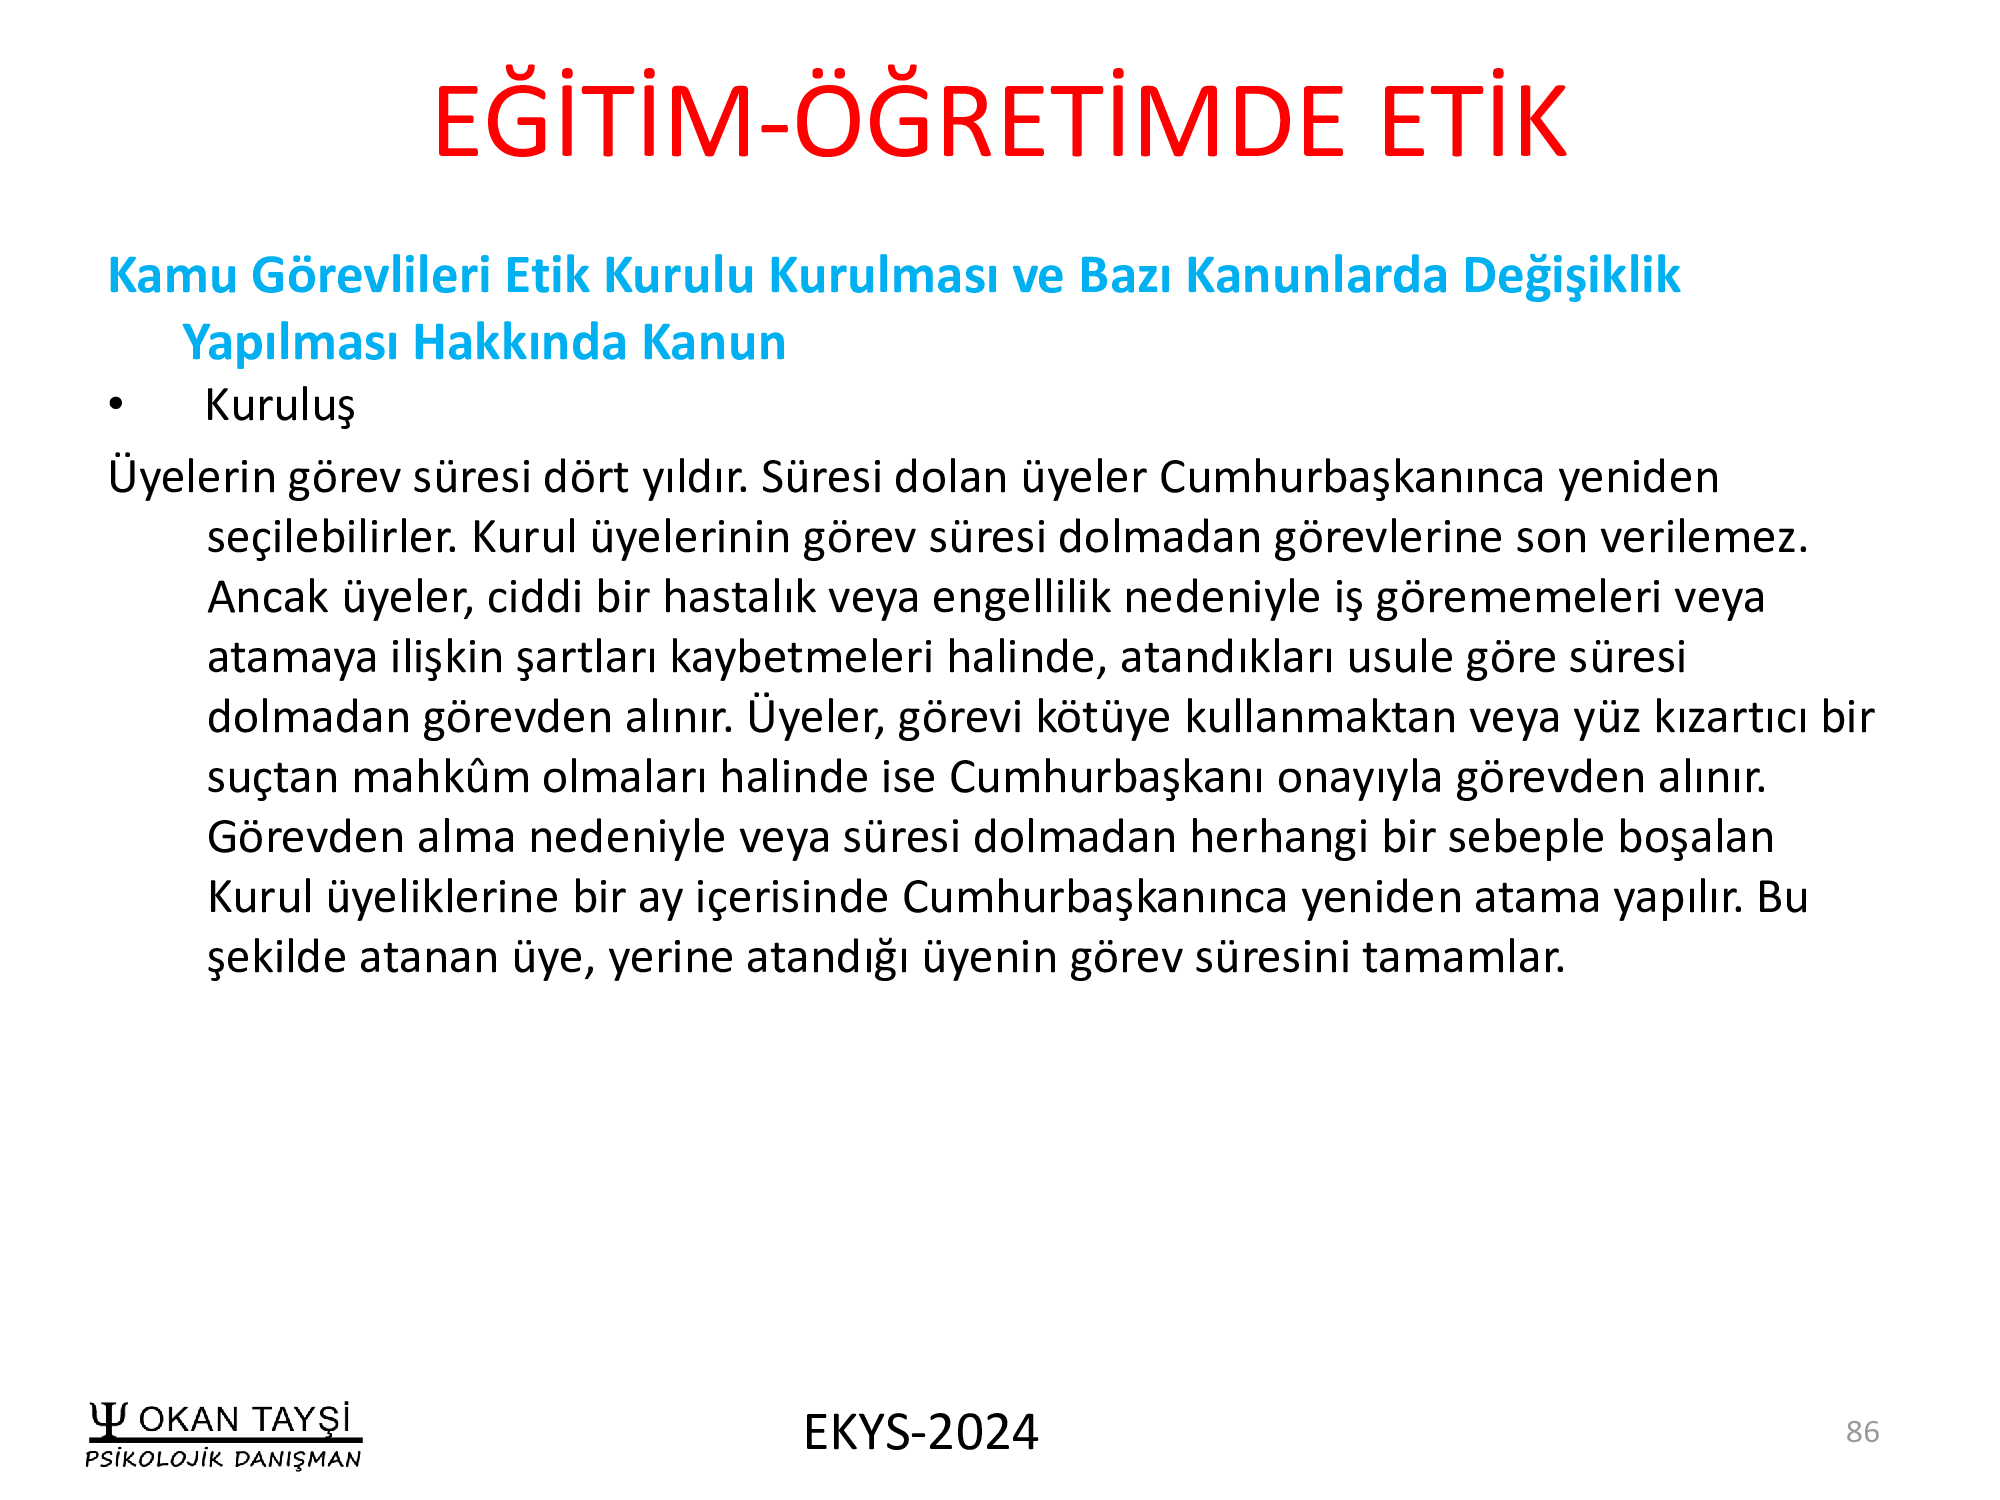 EĞİTİM-ÖĞRETİMDE ETİK
Kamu Görevlileri Etik Kurulu Kurulması ve Bazı Kanunlarda Değişiklik
Yapılması Hakkında Kanun
• Kuruluş
Üyelerin görev süresi dört yıldır. Süresi dolan üyeler Cumhurbaşkanınca yeniden
seçilebilirler. Kurul üyelerinin görev süresi dolmadan görevlerine son verilemez.
Ancak üyeler, ciddi bir hastalık veya engellilik nedeniyle iş görememeleri veya
atamaya ilişkin şartları kaybetmeleri halinde, atandıkları usule göre süresi
dolmadan görevden alınır. Üyeler, görevi kötüye kullanmaktan veya yüz kızartıcı bir
suçtan mahkûm olmaları halinde ise Cumhurbaşkanı onayıyla görevden alınır.
Görevden alma nedeniyle veya süresi dolmadan herhangi bir sebeple boşalan
Kurul üyeliklerine bir ay içerisinde Cumhurbaşkanınca yeniden atama yapılır. Bu
şekilde atanan üye, yerine atandığı üyenin görev süresini tamamlar.
Ψ OKAN TAYŞİ
PSİKOLOJİK DANIŞMAN
EKYS-2024
86